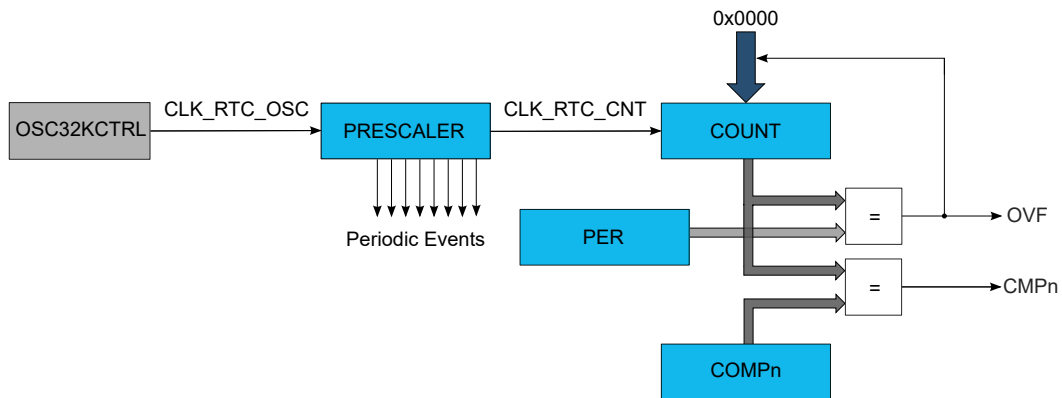 0x0000
OSC32KCTRL
CLK_RTC_OSC
PRESCALER
CLK_RTC_CNT
COUNT
Periodic Events
PER
=
OVF
=
CMPn
COMPn